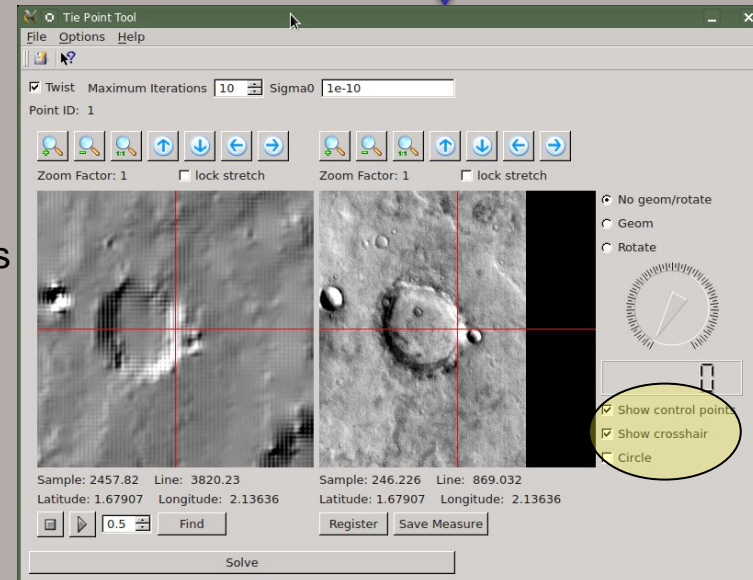 Tie Point Tool
File Options Help
Twist Maximum Iterations 10 Sigma0 1e-10
Point ID: 1
Zoom Factor: 1 lock stretch
Zoom Factor: 1 lock stretch
s
No geom/rotate
Geom
Rotate
0
Show control points
Show crosshair
Circle
Sample: 2457.82 Line: 3820.23
Latitude: 1.67907 Longitude: 2.13636
Sample: 246.226 Line: 869.032
Latitude: 1.67907 Longitude: 2.13636
0.5 Find
Register Save Measure
Solve